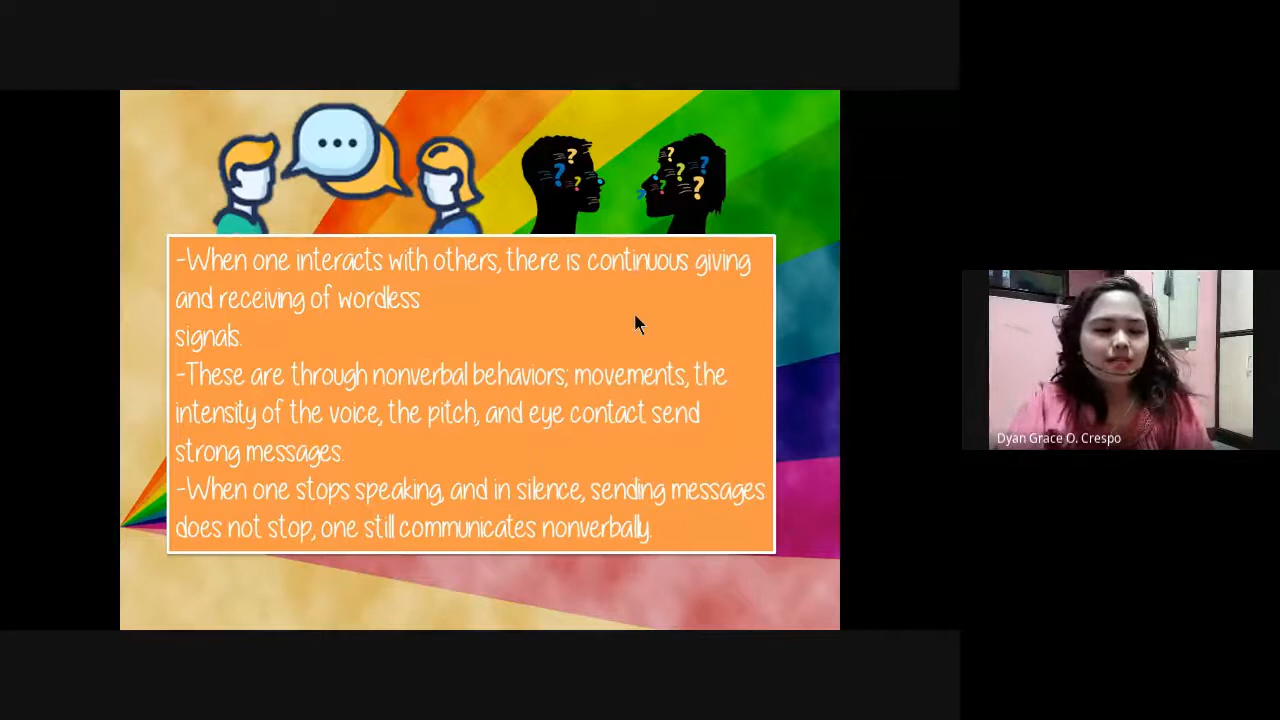 -When one interacts with others, there is continuous giving
and receiving of wordless
signals.
-These are through nonverbal behaviors; movements, the
intensity of the voice, the pitch, and eye contact send
strong messages.
-When one stops speaking, and in silence, sending messages
does not stop, one still communicates nonverbally.
Dyan Grace O. Crespo